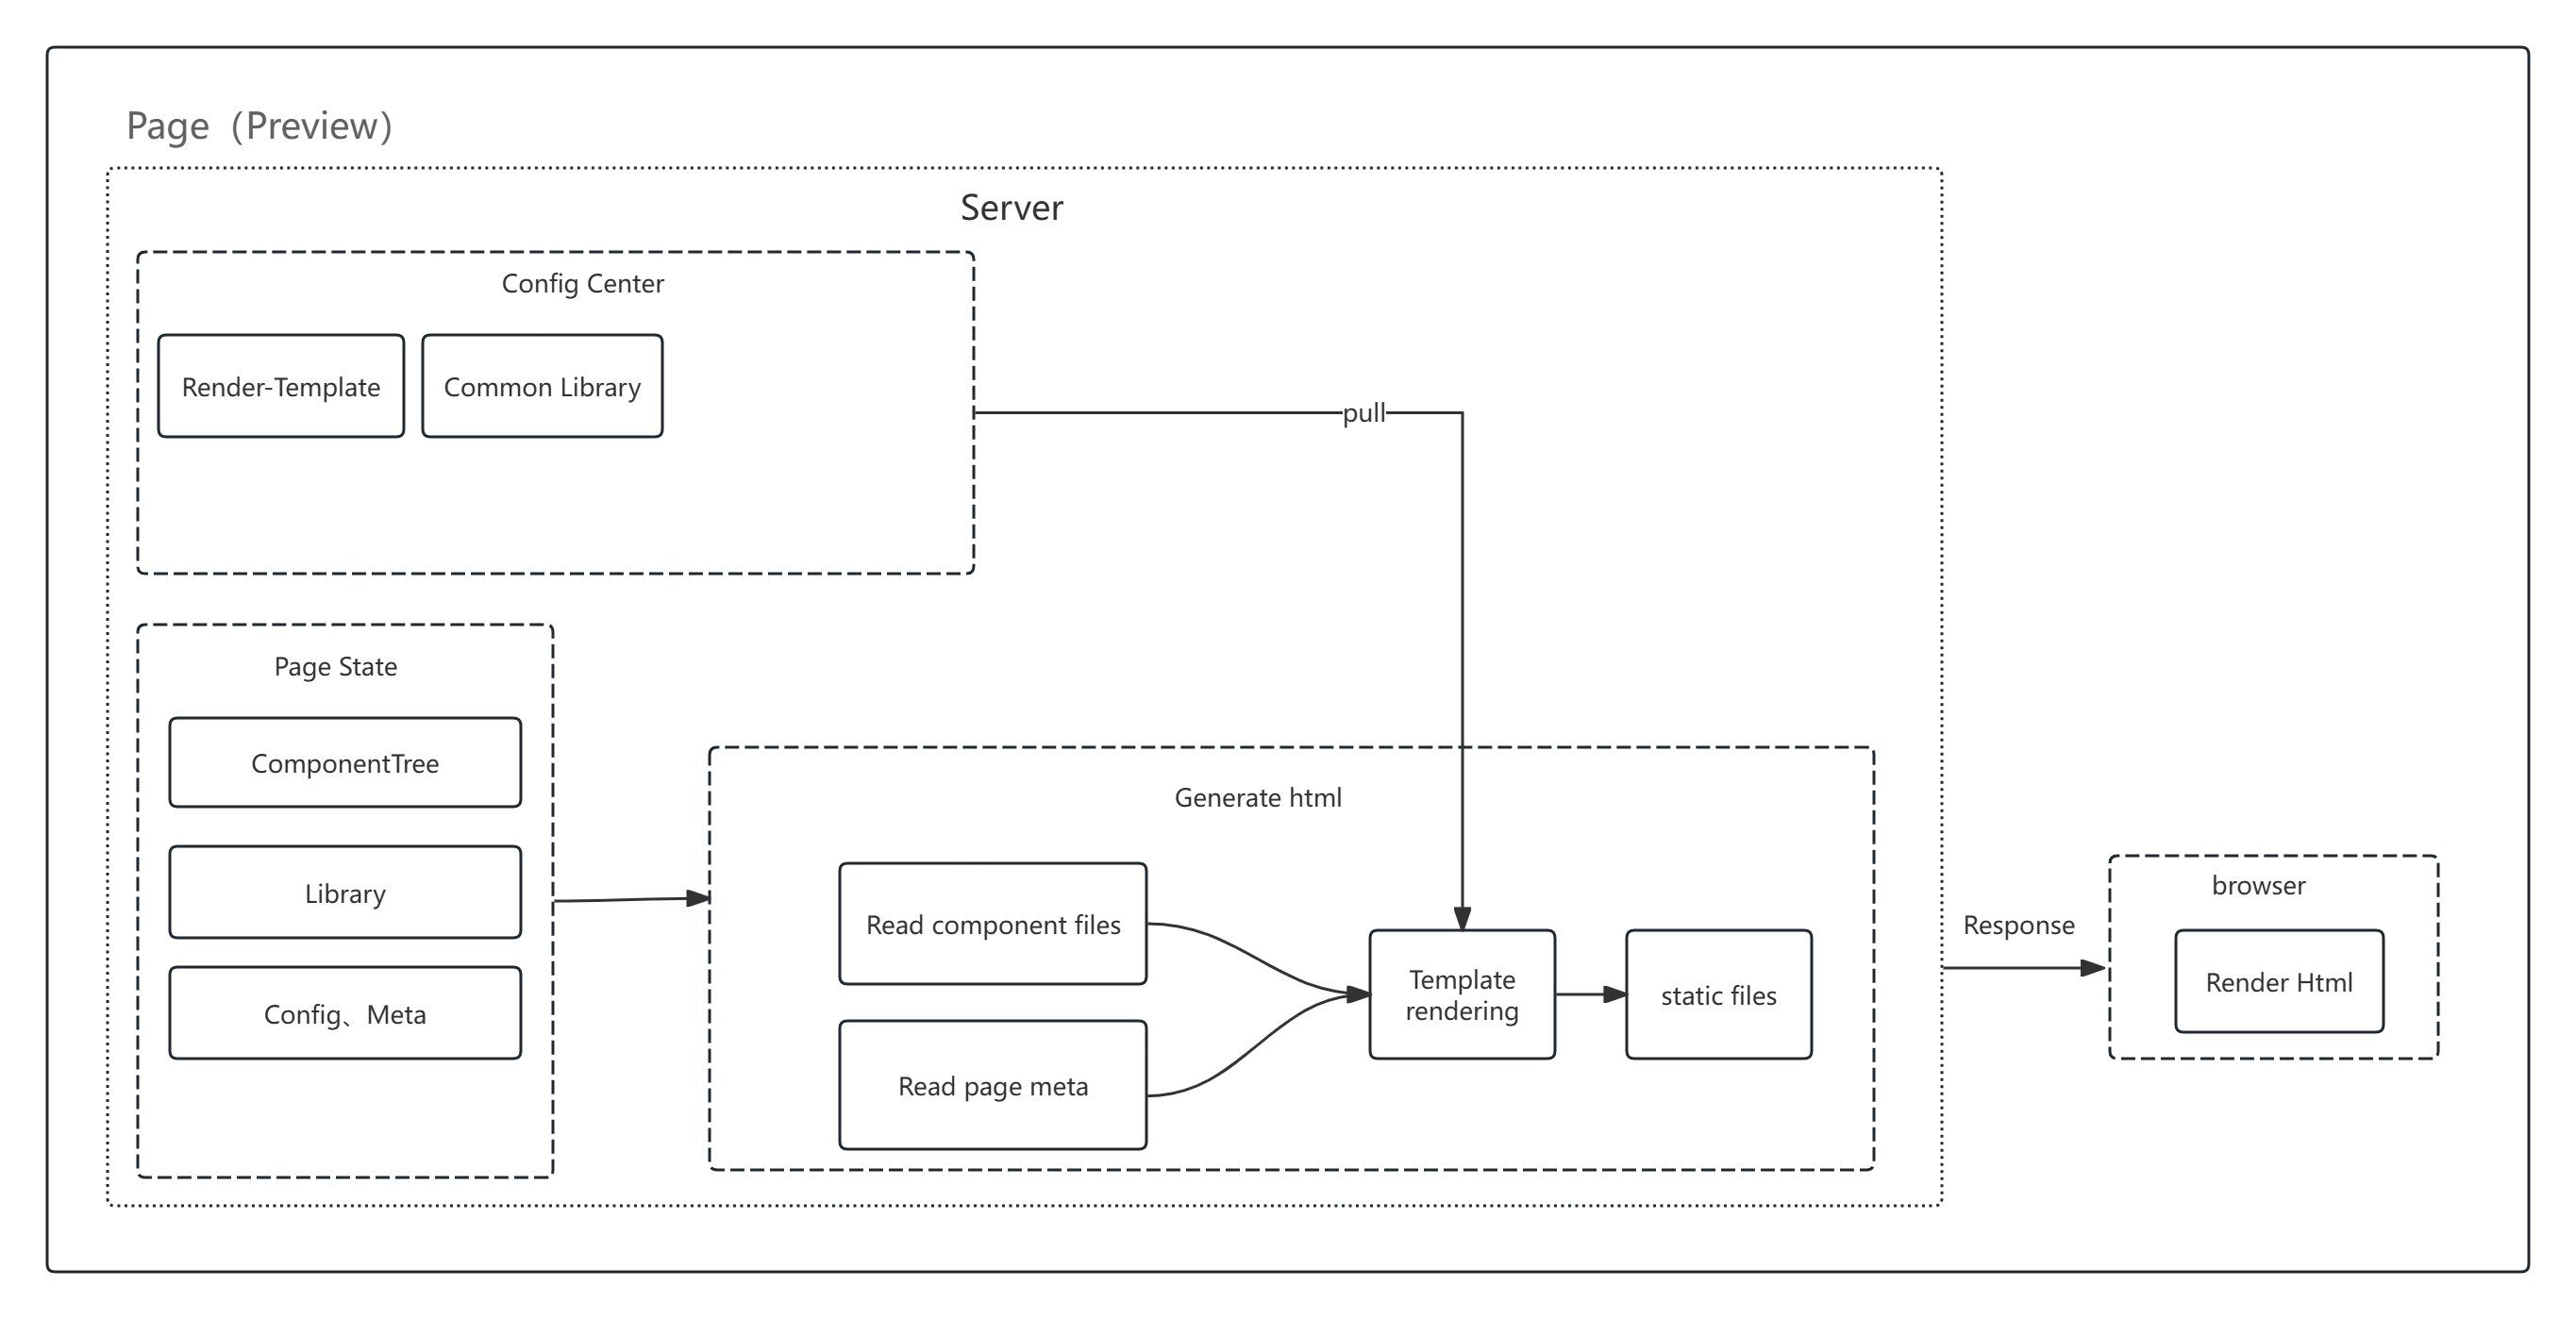 Page（Preview）
Server
Config Center
Render-Template
Common Library
pull
Page State
ComponentTree
Library
Config、Meta
Generate html
Read component files
Read page meta
Template
rendering
static files
Response
browser
Render Html